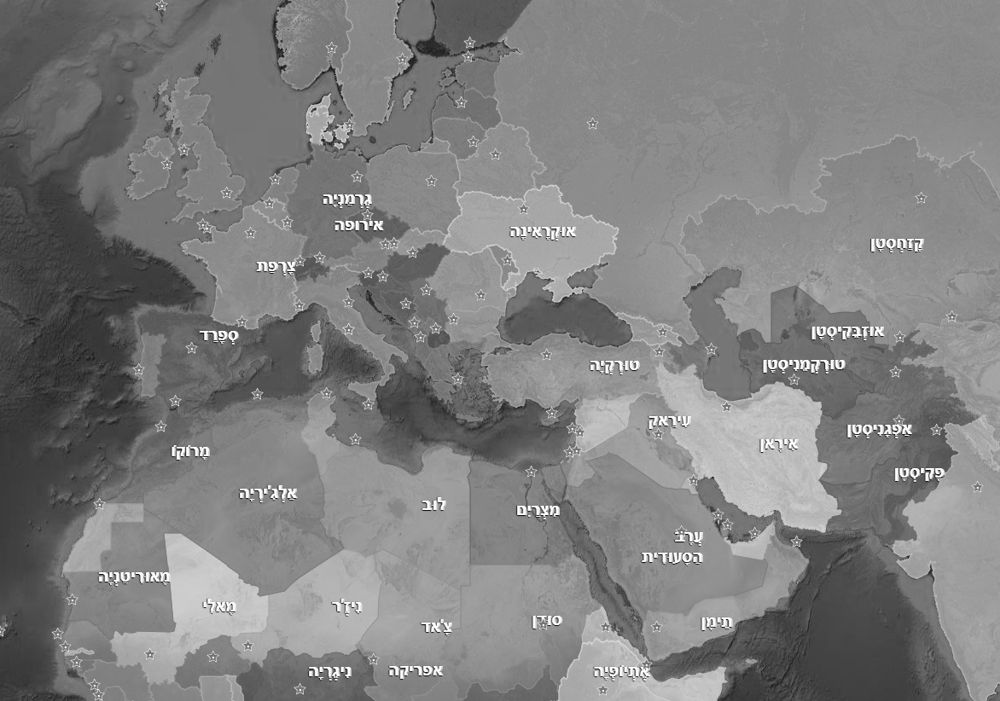 גֶּרְמַנְיָה
אירופה
אוּקְרָאִינָה
קָזַחְסְטָן
צָרְפַת
סְפָרַד
אוּזְבֶּקִיסְטָן
טוּרְקִיָּה
טוּרְקְמֵנִיסְטָן
עִירַאק
אַפְגָנִיסְטָן
אִירָאן
מָרוֹקוֹ
פָּקִיסְטָן
אַלְגִ׳ירְיָה
לוּב
מִצְרַיִם
עֲרָב
הַסָּעוּדִית
מָאוּרִיטַנְיָה
מָאלִי
נִיזֶ׳ר
צָ׳אד
סוּדָן
תֵּימָן
נִיגֶרְיָה
אפריקה
אֶתְיוֹפְּיָה